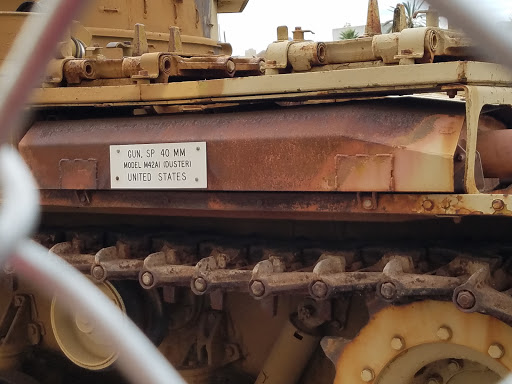 GUN, SP 40 MM
MODEL M42A1 (DUSTER)
UNITED STATES